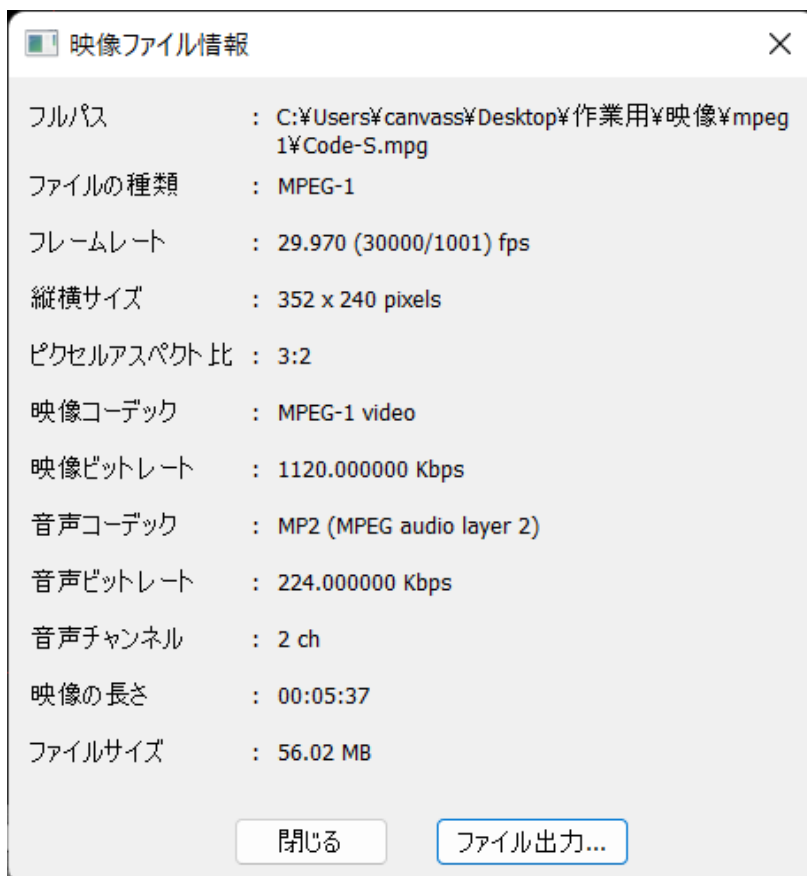 映像ファイル情報
フルパス : C:¥Users¥canvass¥Desktop¥作業用¥映像¥mpeg
1¥Code-S.mpg
ファイルの種類 : MPEG-1
フレームレート : 29.970 (30000/1001) fps
縦横サイズ : 352 x 240 pixels
ピクセルアスペクト比 : 3:2
映像コーデック : MPEG-1 video
映像ビットレート : 1120.000000 Kbps
音声コーデック : MP2 (MPEG audio layer 2)
音声ビットレート : 224.000000 Kbps
音声チャンネル : 2 ch
映像の長さ : 00:05:37
ファイルサイズ : 56.02 MB
閉じる ファイル出力...